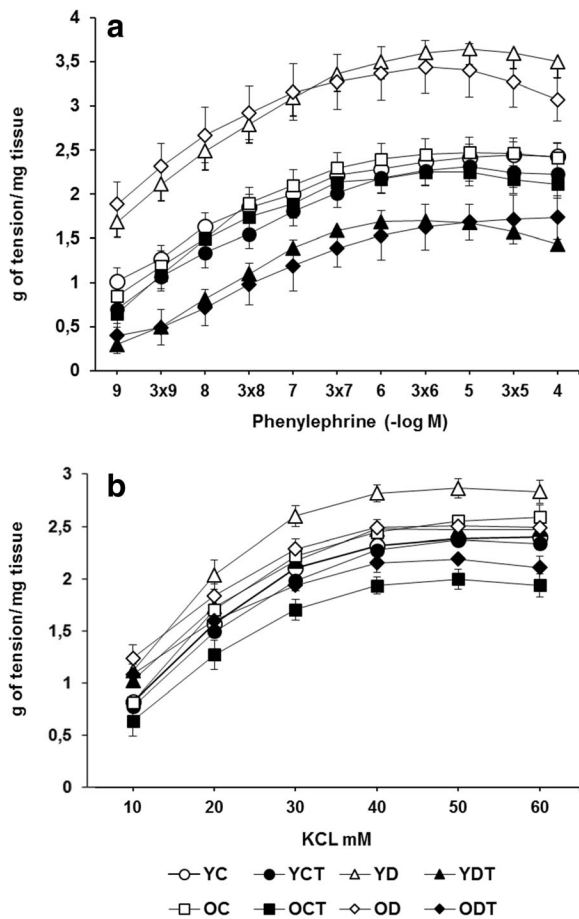 a
g of tension/mg tissue
4
3,5
3
2,5
2
1,5
1
0,5
0
9 3x9 8 3x8 7 3x7 6 3x6 5 3x5 4
Phenylephrine (-log M)
b
g of tension/mg tissue
3
2,5
2
1,5
1
0,5
0
10 20 30 40 50 60
KCL mM
YC YCT YD YDT
OC OCT OD ODT